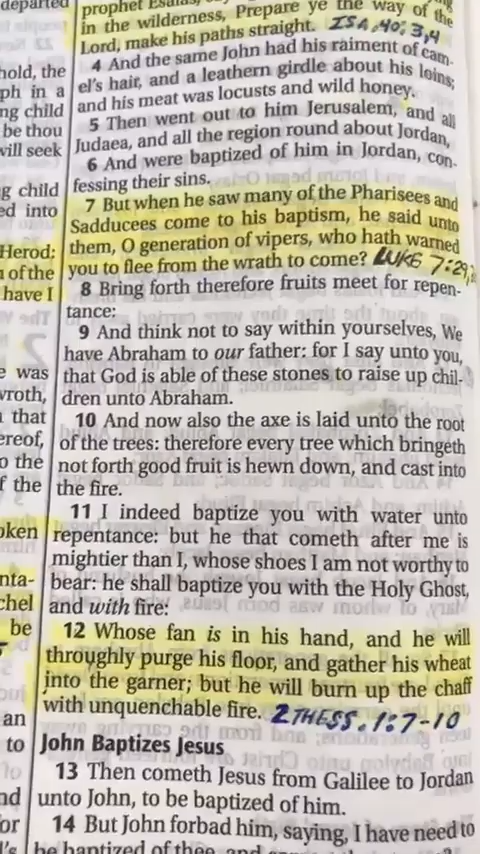 departed
hold, the
ph in a
ng child
be thou
will seek
g child
ed into
Herod:
n of the
have I
e was
wroth,
n that
ereof,
o the
f the
oken
nta-
chel
be
an
to
nd
or
prophet Esaias,
in the wilderness, Prepare ye the way of the
Lord, make his paths straight. ISA. 40:3,4
4 And the same John had his raiment of cam-
el's hair, and a leathern girdle about his loins;
and his meat was locusts and wild honey.
5 Then went out to him Jerusalem, and all
Judaea, and all the region round about Jordan,
6 And were baptized of him in Jordan, con-
fessing their sins.
7 But when he saw many of the Pharisees and
Sadducees come to his baptism, he said unto
them, O generation of vipers, who hath warned
you to flee from the wrath to come? LUKE 7:29,
8 Bring forth therefore fruits meet for repen-
tance:
9 And think not to say within yourselves, We
have Abraham to our father: for I say unto you,
that God is able of these stones to raise up chil-
dren unto Abraham.
10 And now also the axe is laid unto the root
of the trees: therefore every tree which bringeth
not forth good fruit is hewn down, and cast into
the fire.
11 I indeed baptize you with water unto
repentance: but he that cometh after me is
mightier than I, whose shoes I am not worthy to
bear: he shall baptize you with the Holy Ghost,
and with fire:
12 Whose fan is in his hand, and he will
throughly purge his floor, and gather his wheat
into the garner; but he will burn up the chaff
with unquenchable fire. 2 THESS. 1:7-10
John Baptizes Jesus
13 Then cometh Jesus from Galilee to Jordan
unto John, to be baptized of him.
14 But John forbad him, saying, I have need to
be baptized of thee, and